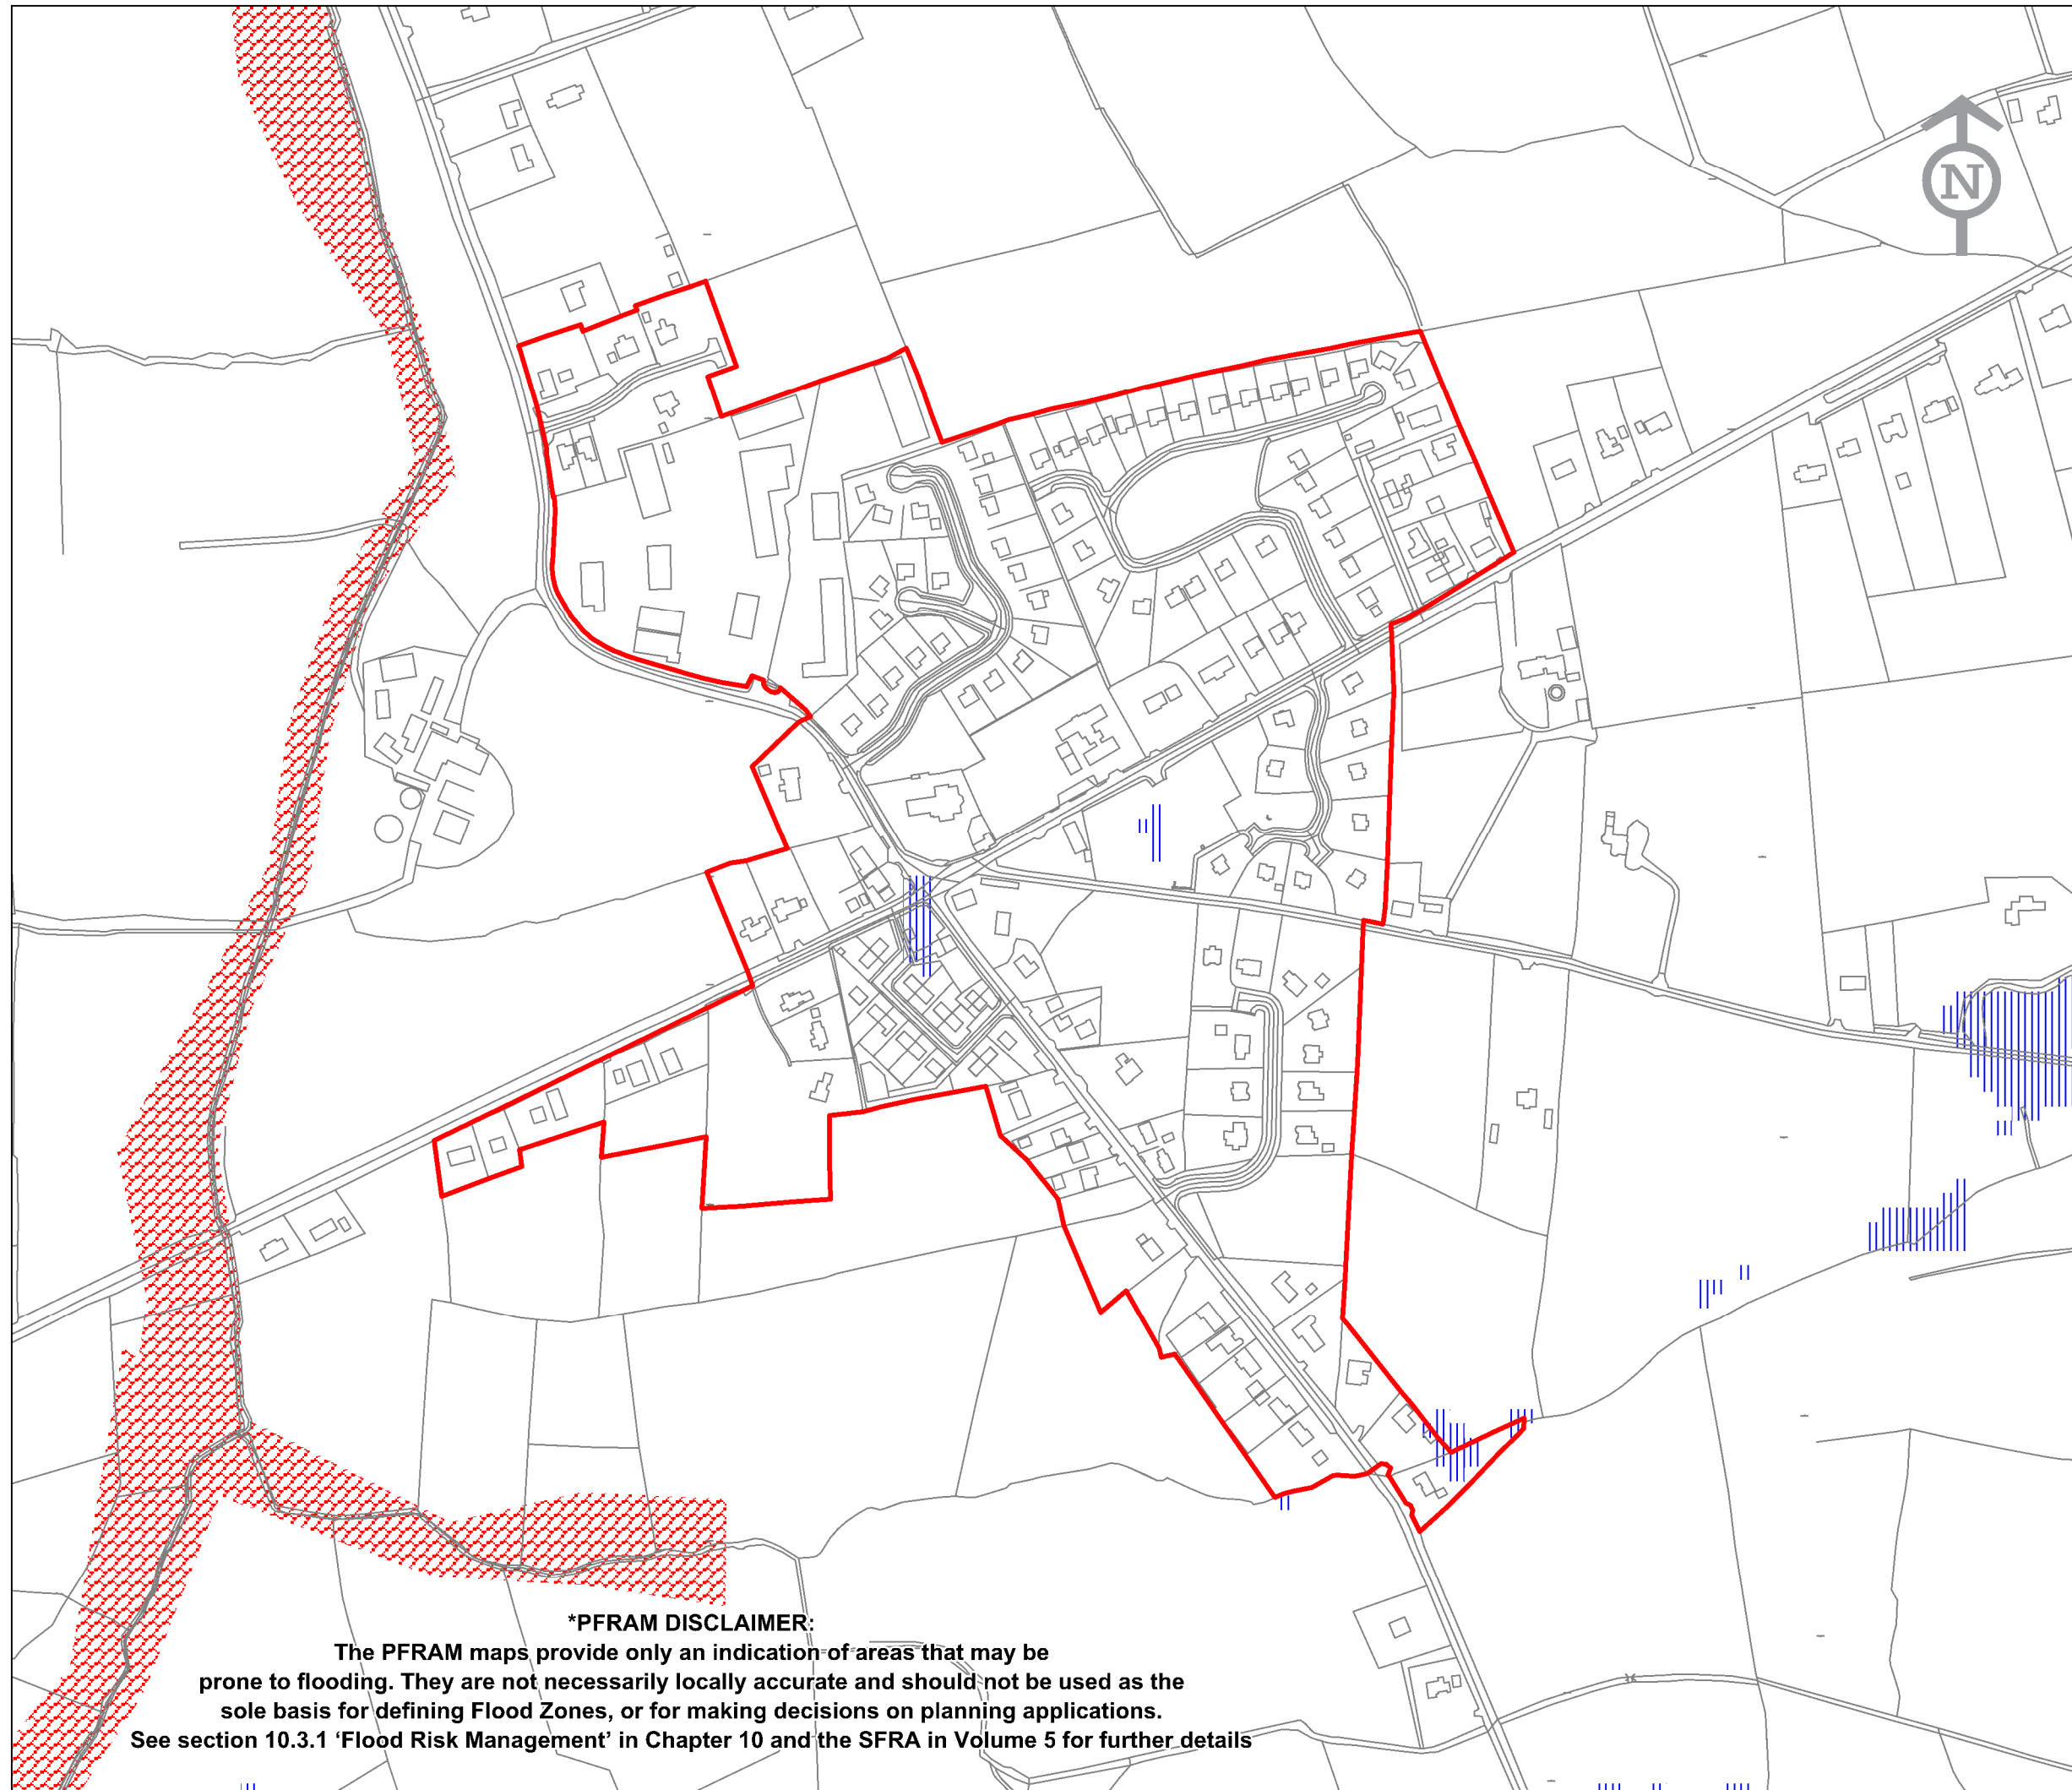 N
*PFRAM DISCLAIMER:
The PFRAM maps provide only an indication of areas that may be
prone to flooding. They are not necessarily locally accurate and should not be used as the
sole basis for defining Flood Zones, or for making decisions on planning applications.
See section 10.3.1 ‘Flood Risk Management’ in Chapter 10 and the SFRA in Volume 5 for further details